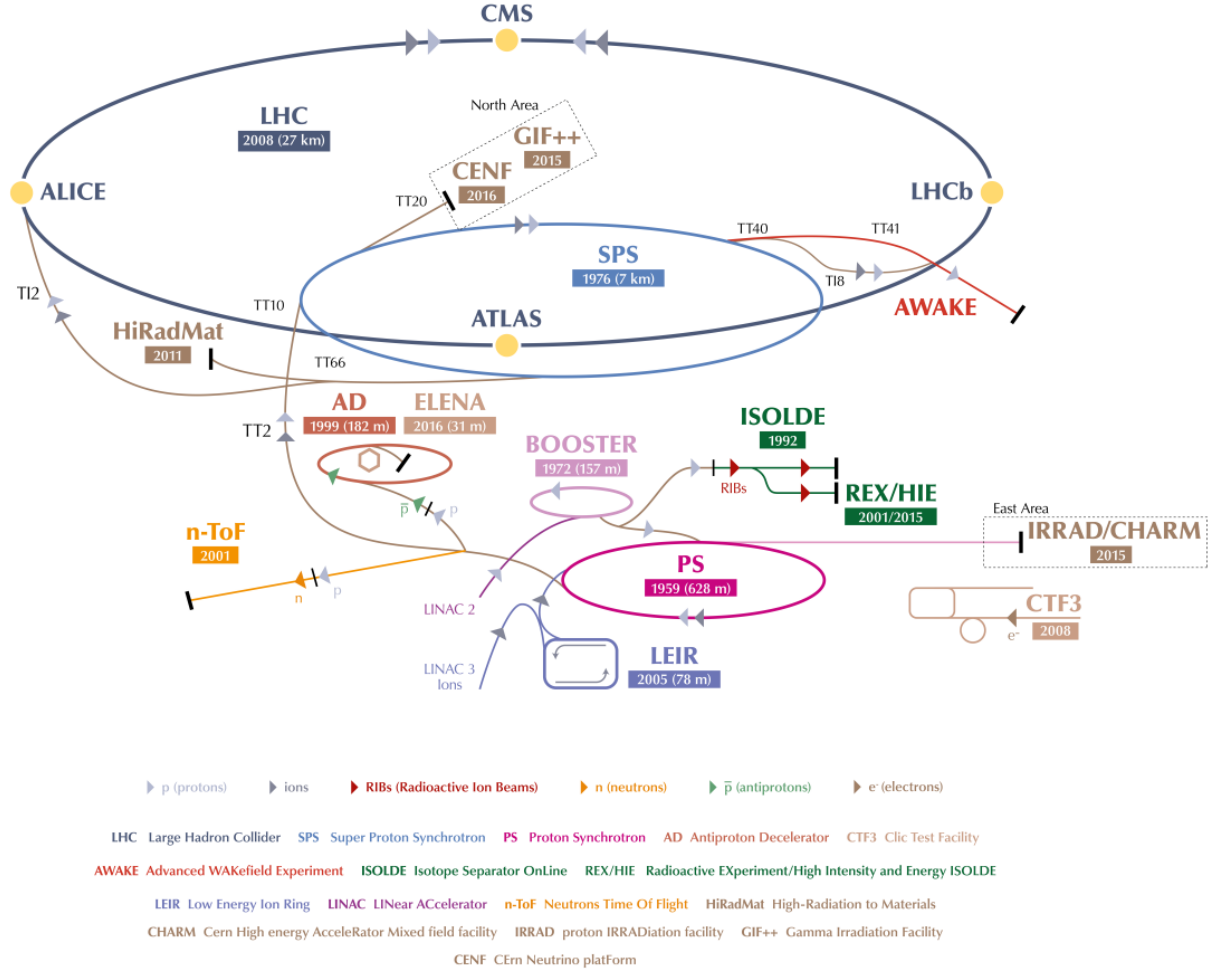 CMS
LHC
2008 (27 km)
North Area
GIF++
2015
CENF
2016
ALICE
LHCb
TT20
TT40
TT41
SPS
1976 (7 km)
TI8
TI2
TT10
AWAKE
ATLAS
HiRadMat
2011
TT66
AD
1999 (182 m)
ELENA
2016 (31 m)
TT2
BOOSTER
1972 (157 m)
ISOLDE
1992
RIBs
REX/HIE
2001/2015
p̅
p
East Area
IRRAD/CHARM
2015
n-ToF
2001
n
p
PS
1959 (628 m)
LINAC 2
CTF3
2008
e-
LEIR
2005 (78 m)
LINAC 3
Ions
p (protons) ions RIBs (Radioactive Ion Beams) n (neutrons) p̅ (antiprotons) e- (electrons)
LHC Large Hadron Collider SPS Super Proton Synchrotron PS Proton Synchrotron AD Antiproton Decelerator CTF3 Clic Test Facility
AWAKE Advanced WAKefield Experiment ISOLDE Isotope Separator OnLine REX/HIE Radioactive EXperiment/High Intensity and Energy ISOLDE
LEIR Low Energy Ion Ring LINAC LINear ACcelerator n-ToF Neutrons Time Of Flight HiRadMat High-Radiation to Materials
CHARM Cern High energy AcceleRator Mixed field facility IRRAD proton IRRADiation facility GIF++ Gamma Irradiation Facility
CENF CErn Neutrino platForm